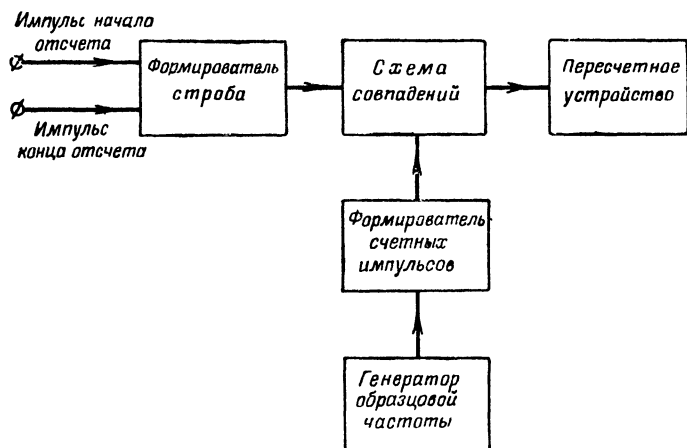 Импульс начала
отсчета
Формирователь
строба
Схема
совпадений
Пересчетное
устройство
Импульс
конца отсчета
Формирователь
счетных
импульсов
Генератор
образцовой
частоты